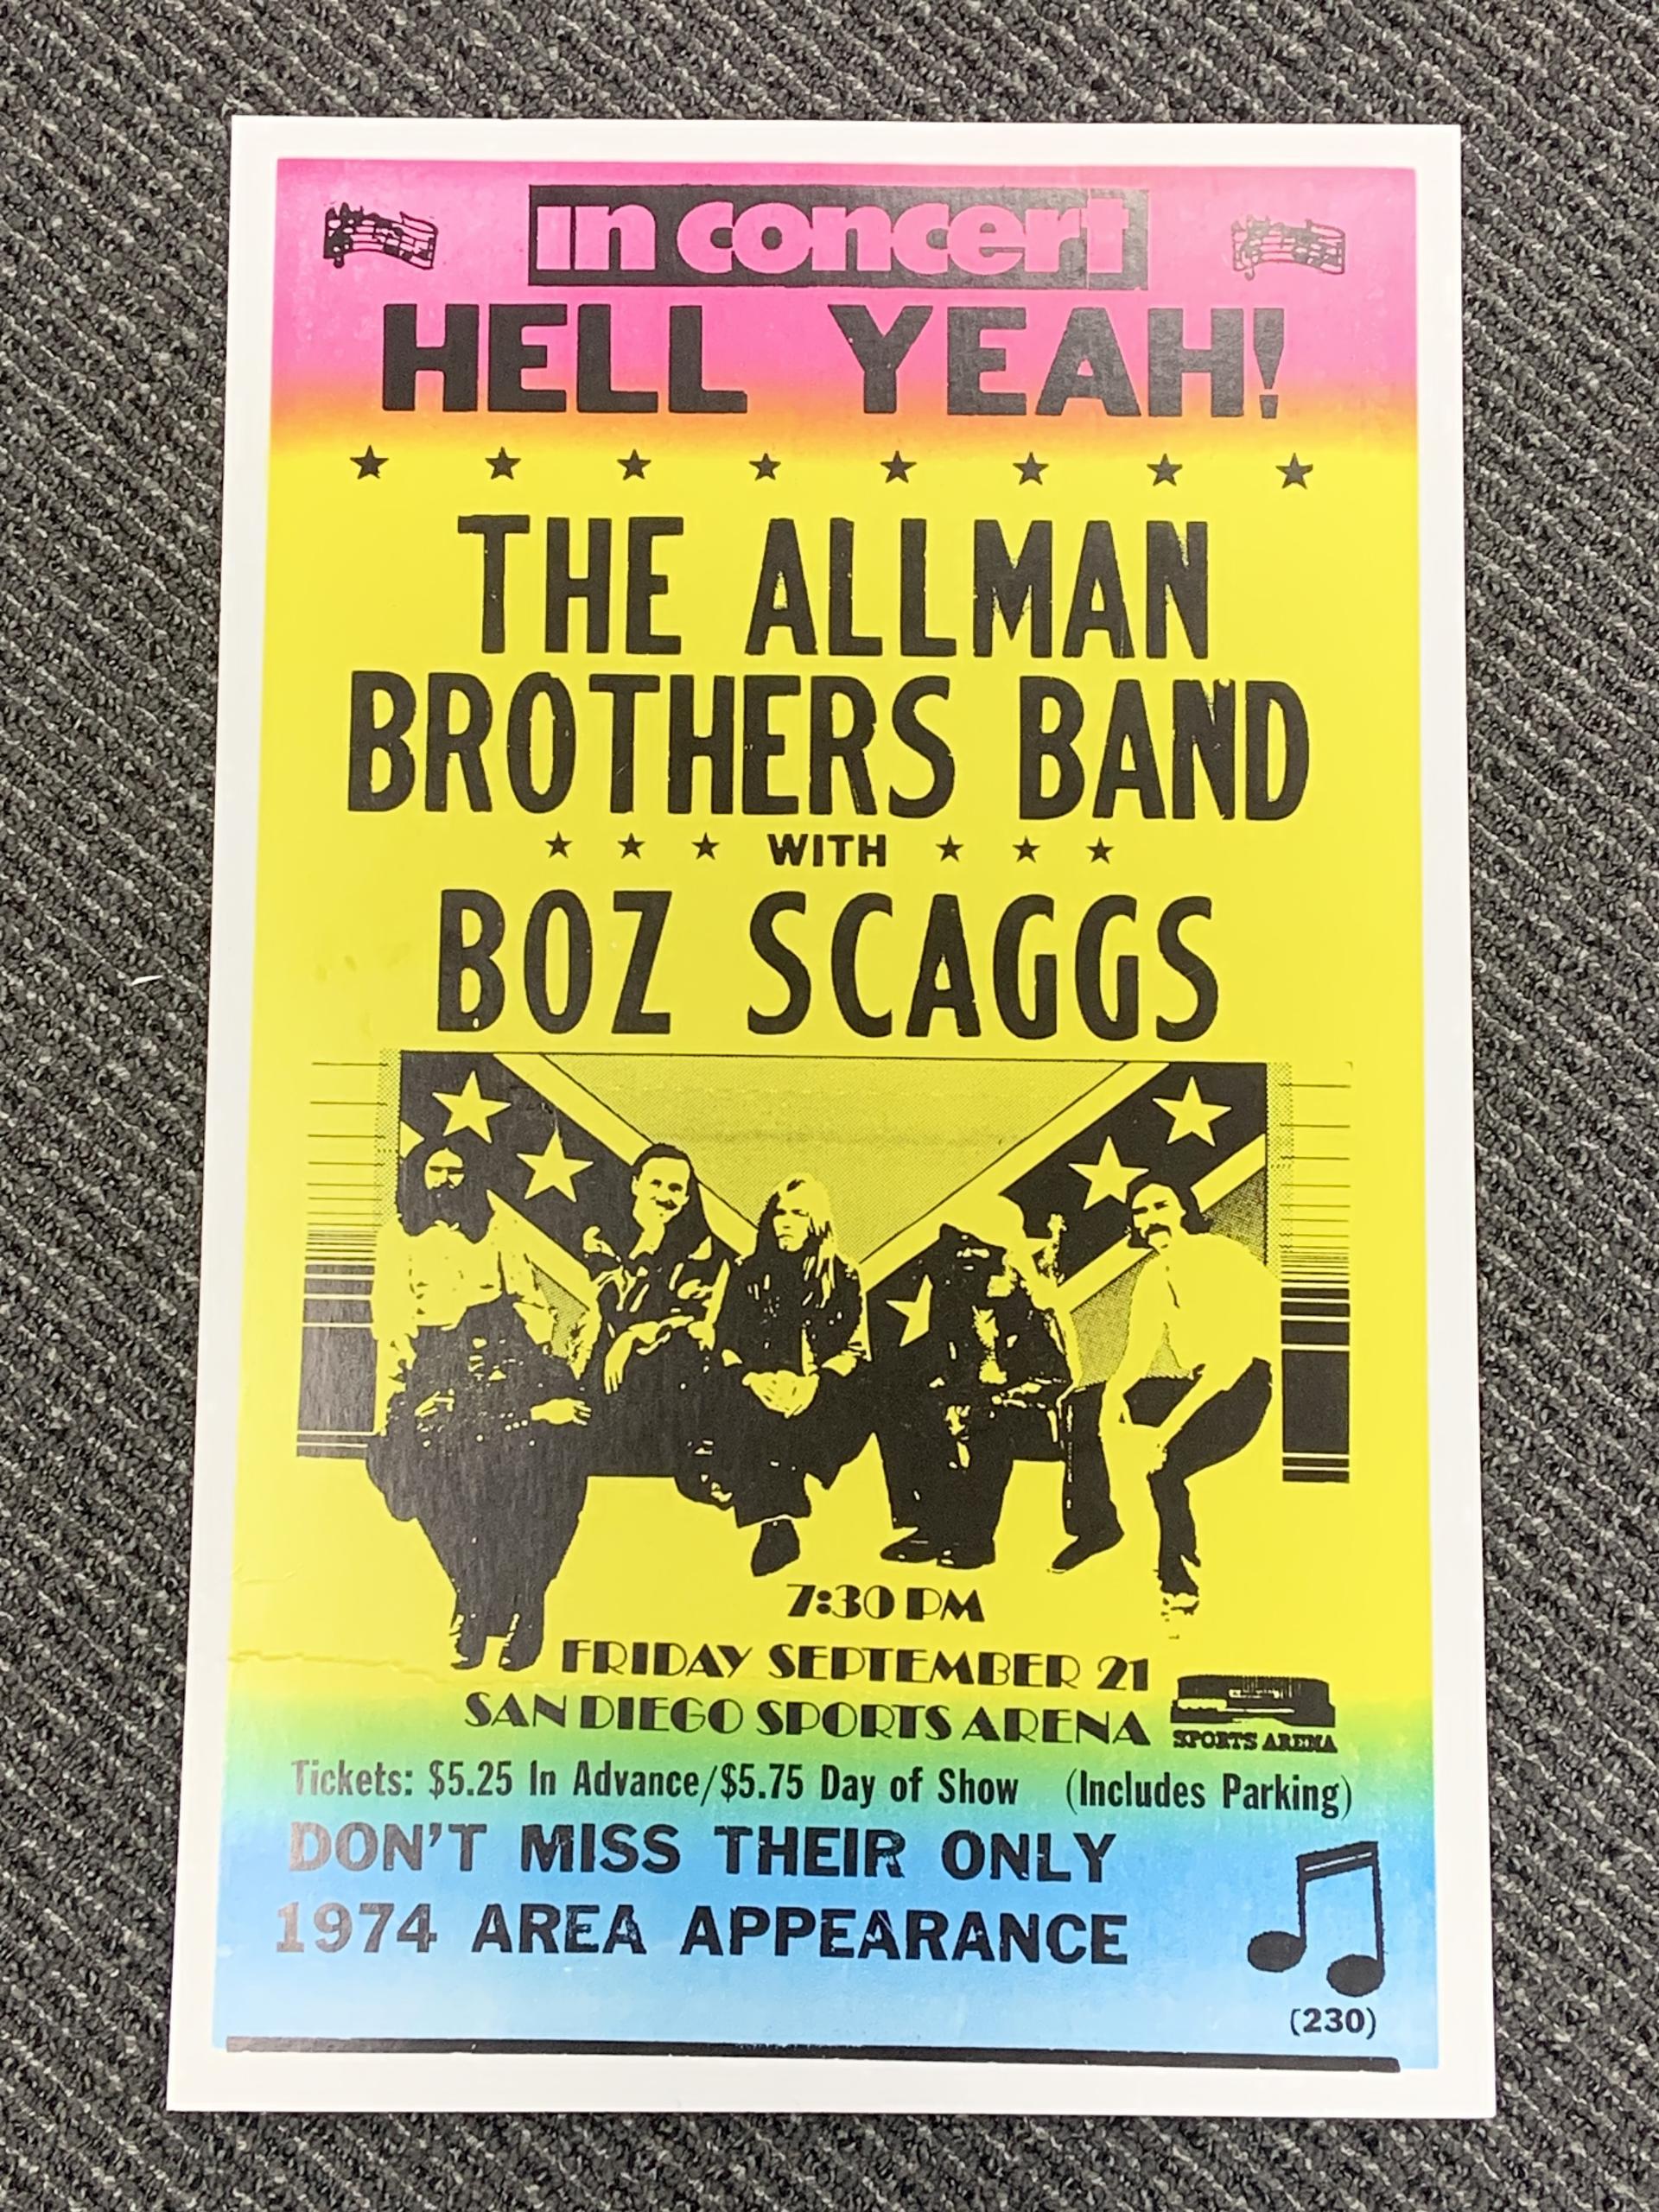 in concert
HELL YEAH!
THE ALLMAN
BROTHERS BAND
WITH
BOZ SCAGGS
7:30 PM
FRIDAY SEPTEMBER 21
SAN DIEGO SPORTS ARENA
SPORTS ARENA
Tickets: $5.25 In Advance/$5.75 Day of Show (Includes Parking)
DON'T MISS THEIR ONLY
1974 AREA APPEARANCE
(230)